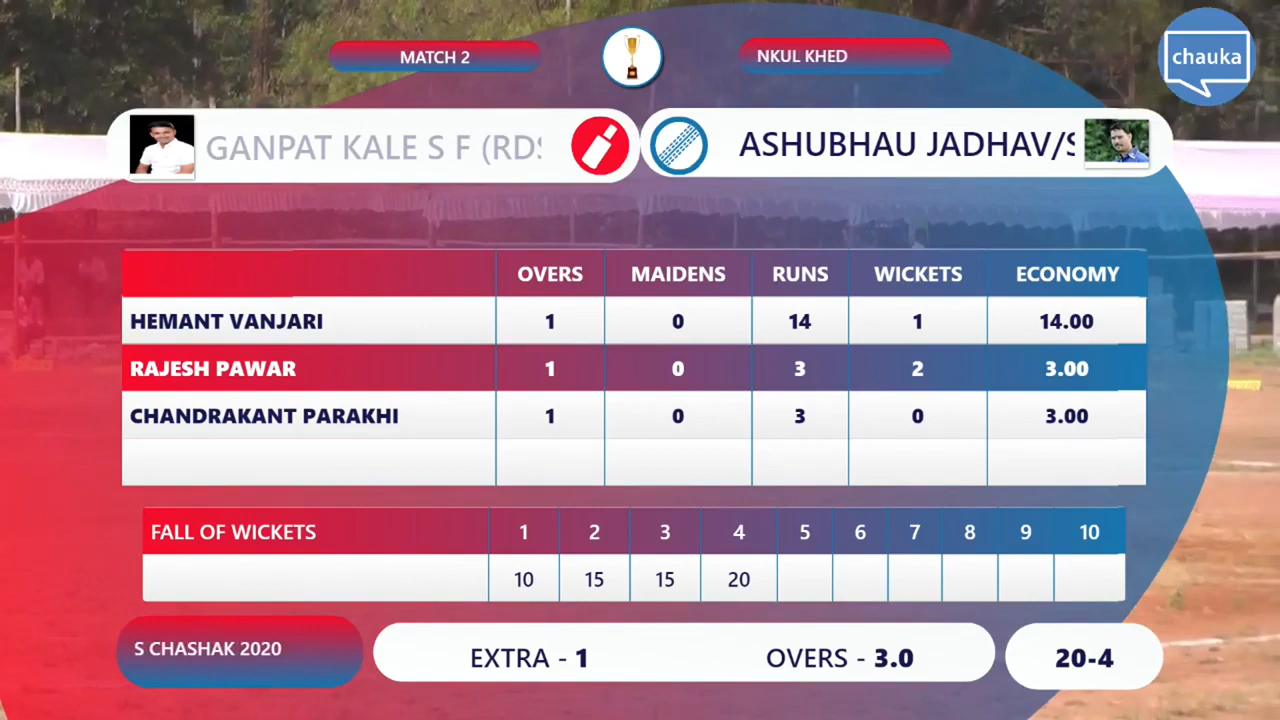 MATCH 2
NKUL KHED
chauka
GANPAT KALE S F (RDS
ASHUBHAU JADHAV/S
OVERS MAIDENS RUNS WICKETS ECONOMY
HEMANT VANJARI 1 0 14 1 14.00
RAJESH PAWAR 1 0 3 2 3.00
CHANDRAKANT PARAKHI 1 0 3 0 3.00
FALL OF WICKETS 1 2 3 4 5 6 7 8 9 10
10 15 15 20
S CHASHAK 2020
EXTRA - 1 OVERS - 3.0 20-4